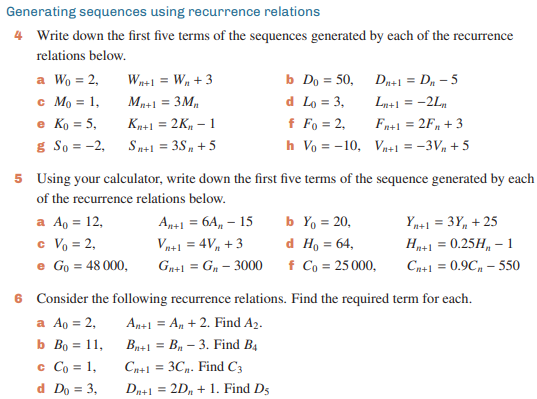 Generating sequences using recurrence relations
4 Write down the first five terms of the sequences generated by each of the recurrence
relations below.
a W₀ = 2, Wₙ₊₁ = Wₙ + 3 b D₀ = 50, Dₙ₊₁ = Dₙ − 5
c M₀ = 1, Mₙ₊₁ = 3Mₙ d L₀ = 3, Lₙ₊₁ = −2Lₙ
e K₀ = 5, Kₙ₊₁ = 2Kₙ − 1 f F₀ = 2, Fₙ₊₁ = 2Fₙ + 3
g S₀ = −2, Sₙ₊₁ = 3Sₙ + 5 h V₀ = −10, Vₙ₊₁ = −3Vₙ + 5
5 Using your calculator, write down the first five terms of the sequence generated by each
of the recurrence relations below.
a A₀ = 12, Aₙ₊₁ = 6Aₙ − 15 b Y₀ = 20, Yₙ₊₁ = 3Yₙ + 25
c V₀ = 2, Vₙ₊₁ = 4Vₙ + 3 d H₀ = 64, Hₙ₊₁ = 0.25Hₙ − 1
e G₀ = 48 000, Gₙ₊₁ = Gₙ − 3000 f C₀ = 25 000, Cₙ₊₁ = 0.9Cₙ − 550
6 Consider the following recurrence relations. Find the required term for each.
a A₀ = 2, Aₙ₊₁ = Aₙ + 2. Find A₂.
b B₀ = 11, Bₙ₊₁ = Bₙ − 3. Find B₄
c C₀ = 1, Cₙ₊₁ = 3Cₙ. Find C₃
d D₀ = 3, Dₙ₊₁ = 2Dₙ + 1. Find D₅